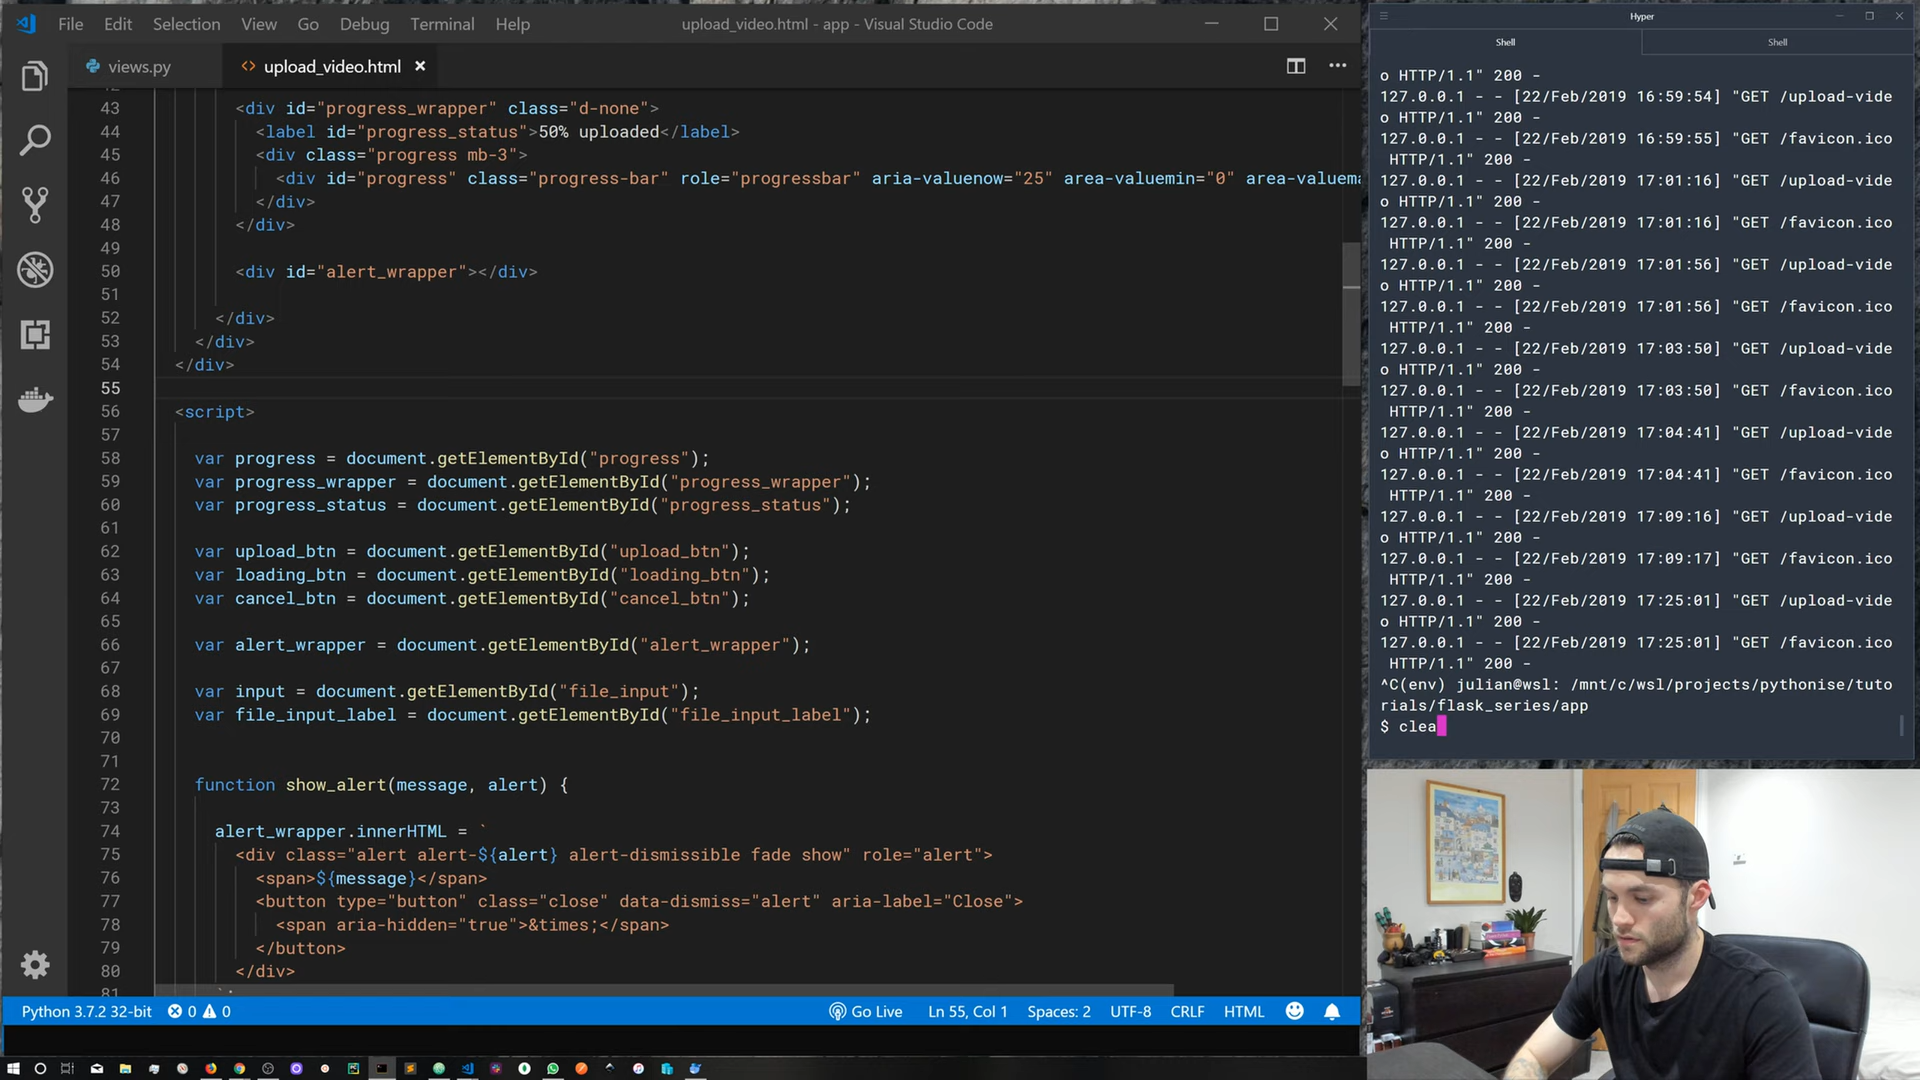 File Edit Selection View Go Debug Terminal Help
upload_video.html - app - Visual Studio Code
views.py
upload_video.html
43 <div id="progress_wrapper" class="d-none">
44 <label id="progress_status">50% uploaded</label>
45 <div class="progress mb-3">
46 <div id="progress" class="progress-bar" role="progressbar" aria-valuenow="25" area-valuemin="0" area-valuema
47 </div>
48 </div>
49
50 <div id="alert_wrapper"></div>
51
52 </div>
53 </div>
54 </div>
55
56 <script>
57
58 var progress = document.getElementById("progress");
59 var progress_wrapper = document.getElementById("progress_wrapper");
60 var progress_status = document.getElementById("progress_status");
61
62 var upload_btn = document.getElementById("upload_btn");
63 var loading_btn = document.getElementById("loading_btn");
64 var cancel_btn = document.getElementById("cancel_btn");
65
66 var alert_wrapper = document.getElementById("alert_wrapper");
67
68 var input = document.getElementById("file_input");
69 var file_input_label = document.getElementById("file_input_label");
70
71
72 function show_alert(message, alert) {
73
74 alert_wrapper.innerHTML = `
75 <div class="alert alert-${alert} alert-dismissible fade show" role="alert">
76 <span>${message}</span>
77 <button type="button" class="close" data-dismiss="alert" aria-label="Close">
78 <span aria-hidden="true">&times;</span>
79 </button>
80 </div>
81 `;
Python 3.7.2 32-bit 0 0 Go Live Ln 55, Col 1 Spaces: 2 UTF-8 CRLF HTML
Hyper
Shell Shell
o HTTP/1.1" 200 -
127.0.0.1 - - [22/Feb/2019 16:59:54] "GET /upload-vide
o HTTP/1.1" 200 -
127.0.0.1 - - [22/Feb/2019 16:59:55] "GET /favicon.ico
HTTP/1.1" 200 -
127.0.0.1 - - [22/Feb/2019 17:01:16] "GET /upload-vide
o HTTP/1.1" 200 -
127.0.0.1 - - [22/Feb/2019 17:01:16] "GET /favicon.ico
HTTP/1.1" 200 -
127.0.0.1 - - [22/Feb/2019 17:01:56] "GET /upload-vide
o HTTP/1.1" 200 -
127.0.0.1 - - [22/Feb/2019 17:01:56] "GET /favicon.ico
HTTP/1.1" 200 -
127.0.0.1 - - [22/Feb/2019 17:03:50] "GET /upload-vide
o HTTP/1.1" 200 -
127.0.0.1 - - [22/Feb/2019 17:03:50] "GET /favicon.ico
HTTP/1.1" 200 -
127.0.0.1 - - [22/Feb/2019 17:04:41] "GET /upload-vide
o HTTP/1.1" 200 -
127.0.0.1 - - [22/Feb/2019 17:04:41] "GET /favicon.ico
HTTP/1.1" 200 -
127.0.0.1 - - [22/Feb/2019 17:09:16] "GET /upload-vide
o HTTP/1.1" 200 -
127.0.0.1 - - [22/Feb/2019 17:09:17] "GET /favicon.ico
HTTP/1.1" 200 -
127.0.0.1 - - [22/Feb/2019 17:25:01] "GET /upload-vide
o HTTP/1.1" 200 -
127.0.0.1 - - [22/Feb/2019 17:25:01] "GET /favicon.ico
HTTP/1.1" 200 -
^C(env) julian@wsl: /mnt/c/wsl/projects/pythonise/tuto
rials/flask_series/app
$ clea